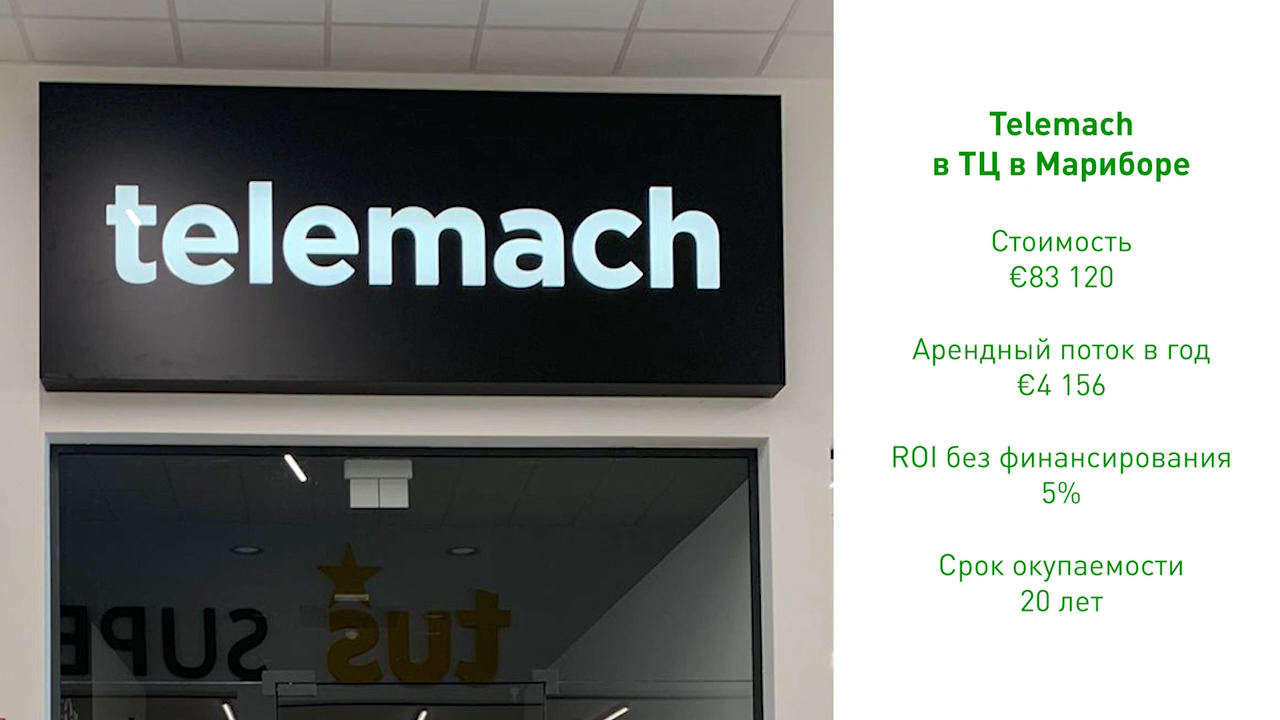 telemach
SUPE
tuš
Telemach
в ТЦ в Мариборе
Стоимость
€83 120
Арендный поток в год
€4 156
ROI без финансирования
5%
Срок окупаемости
20 лет